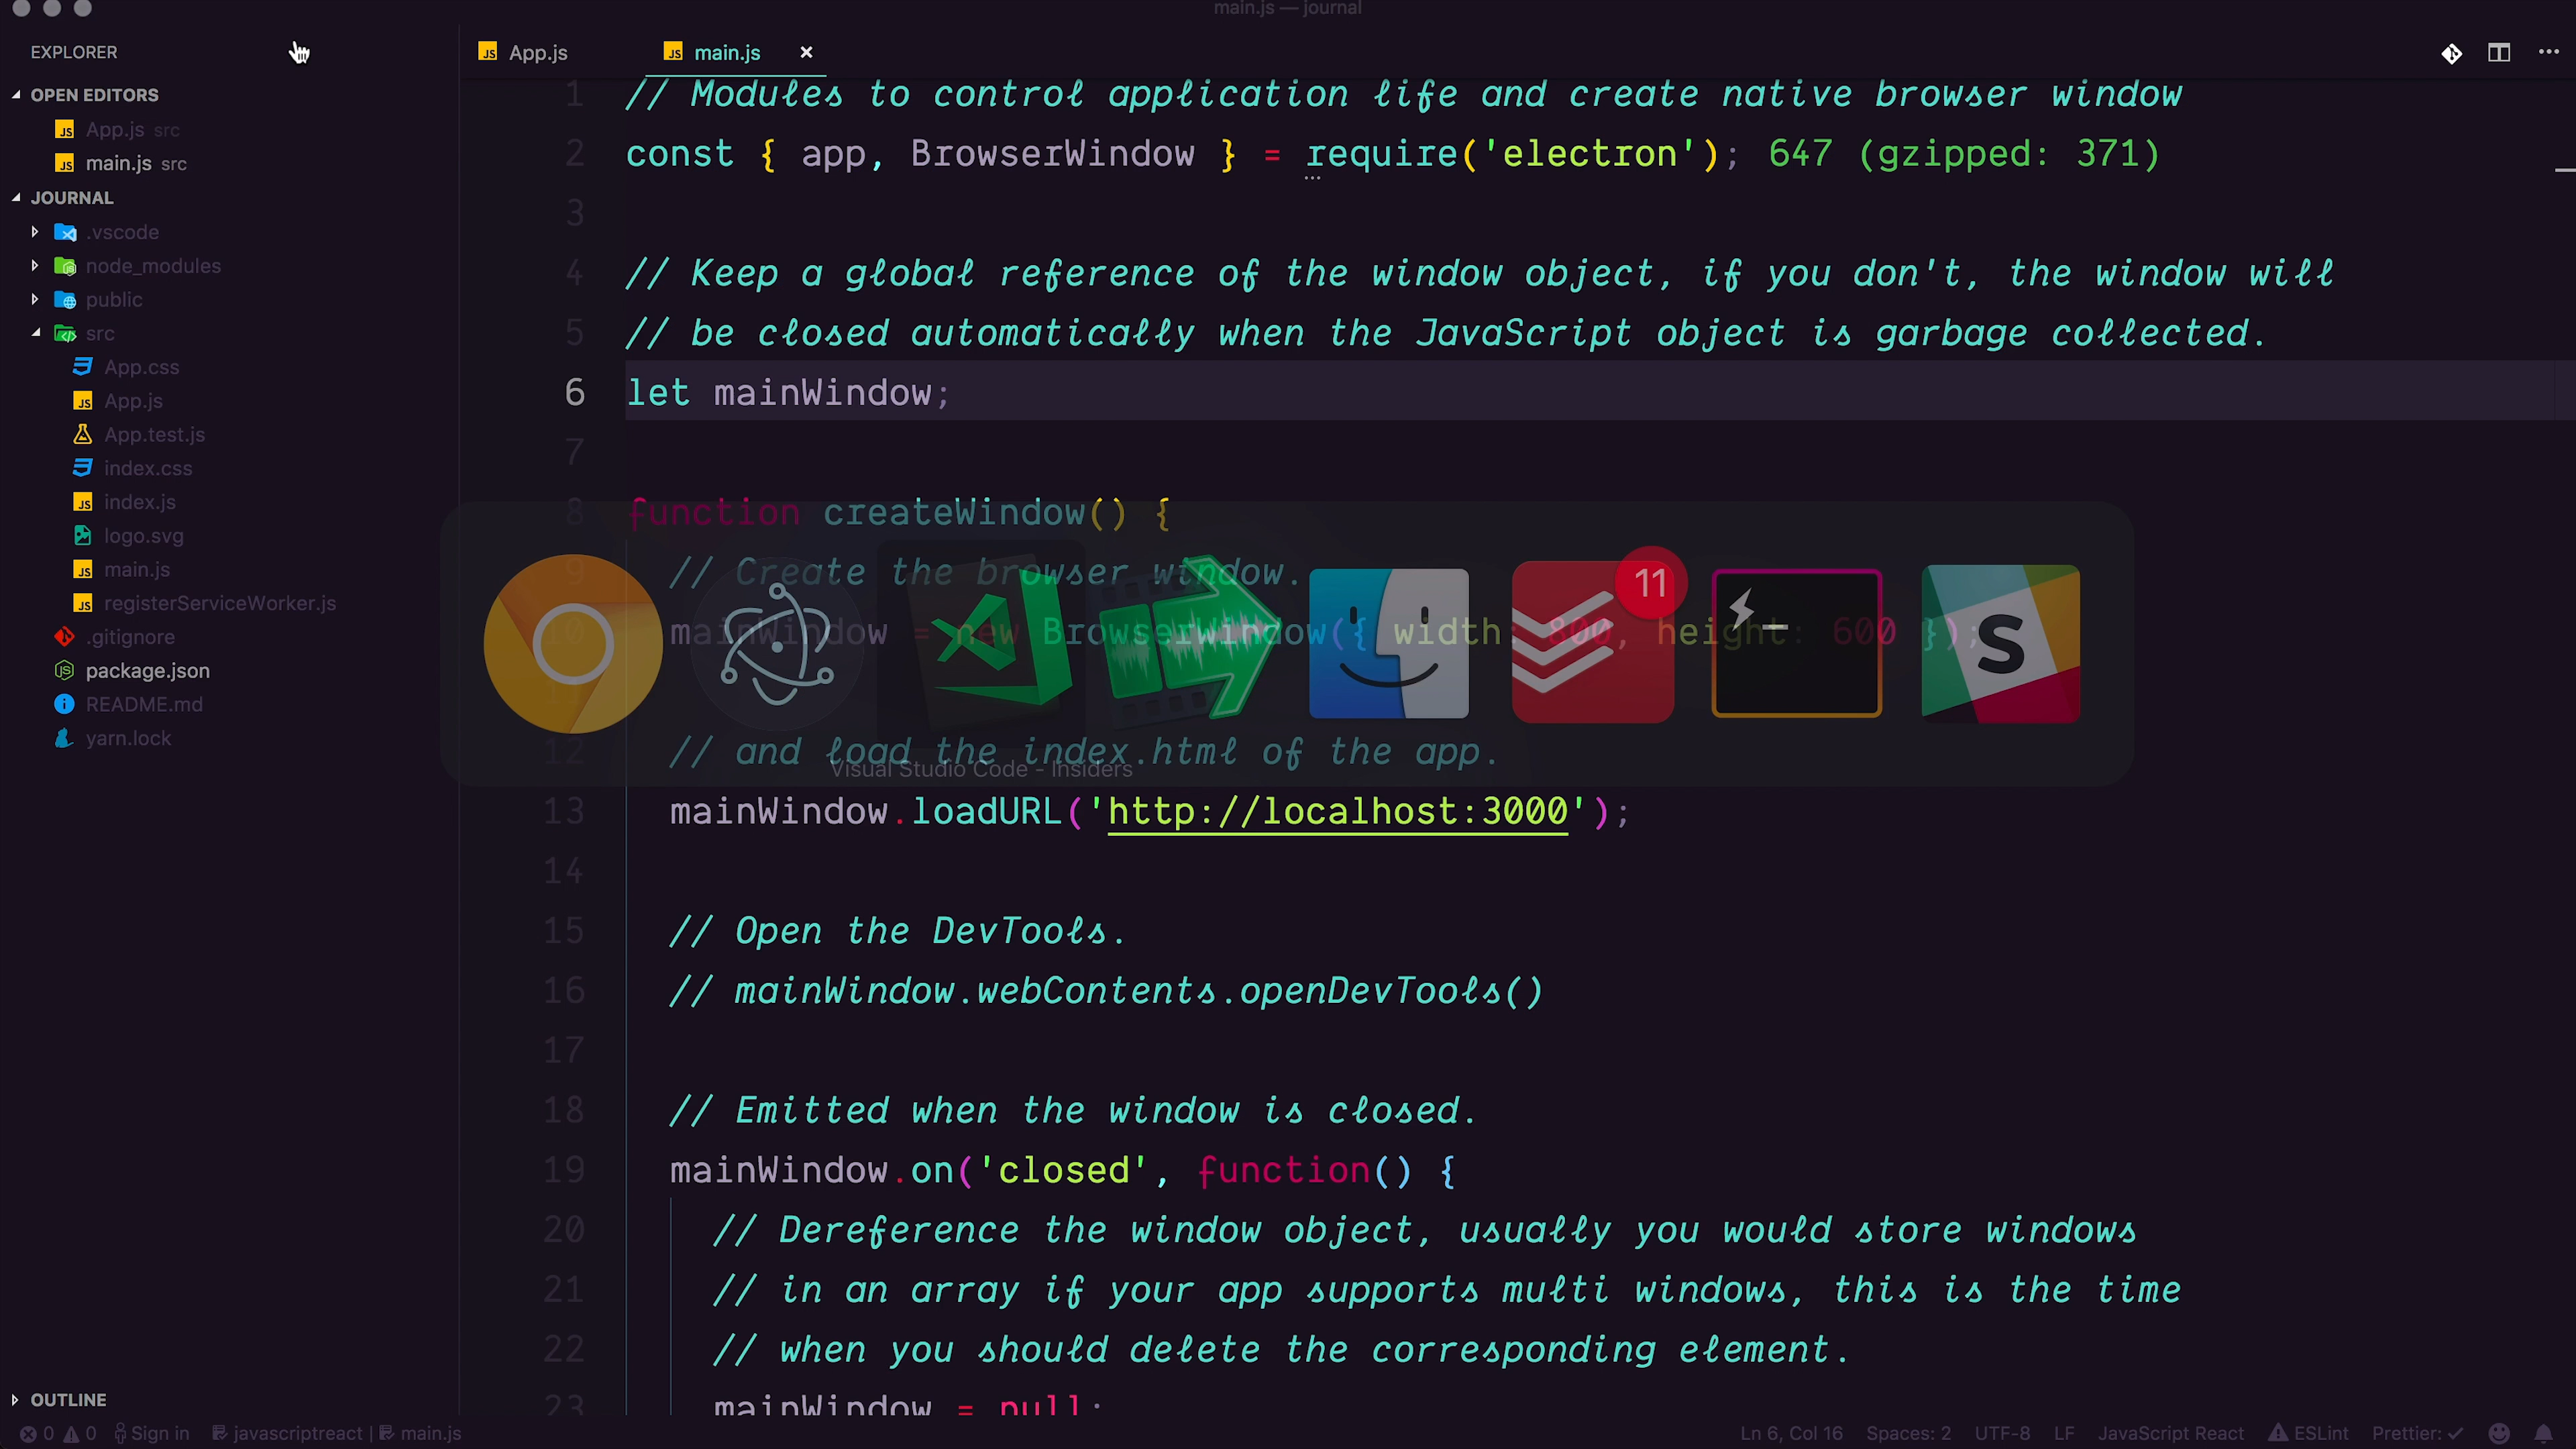 main.js — journal
EXPLORER
OPEN EDITORS
App.js src
main.js src
JOURNAL
.vscode
node_modules
public
src
App.css
App.js
App.test.js
index.css
index.js
logo.svg
main.js
registerServiceWorker.js
.gitignore
package.json
README.md
yarn.lock
OUTLINE
App.js main.js
1 // Modules to control application life and create native browser window
2 const { app, BrowserWindow } = require('electron'); 647 (gzipped: 371)
3
4 // Keep a global reference of the window object, if you don't, the window will
5 // be closed automatically when the JavaScript object is garbage collected.
6 let mainWindow;
7
8 function createWindow() {
9 // Create the browser window.
10 mainWindow = new BrowserWindow({ width: 800, height: 600 });
12 // and load the index.html of the app.
13 mainWindow.loadURL('http://localhost:3000');
14
15 // Open the DevTools.
16 // mainWindow.webContents.openDevTools()
17
18 // Emitted when the window is closed.
19 mainWindow.on('closed', function() {
20 // Dereference the window object, usually you would store windows
21 // in an array if your app supports multi windows, this is the time
22 // when you should delete the corresponding element.
23 mainWindow = null;
11
S
Visual Studio Code - Insiders
0 0 Sign in javascriptreact | main.js
Ln 6, Col 16 Spaces: 2 UTF-8 LF JavaScript React ESLint Prettier: ✓